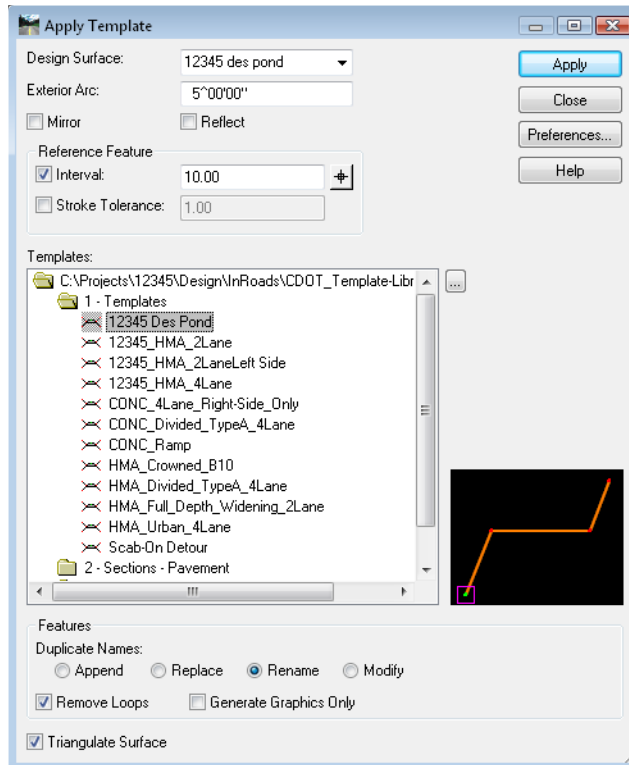 Apply Template
Design Surface: 12345 des pond
Apply
Exterior Arc: 5^00'00"
Close
Mirror Reflect
Preferences...
Reference Feature
Help
Interval: 10.00
Stroke Tolerance: 1.00
Templates:
C:\Projects\12345\Design\InRoads\CDOT_Template-Libr
...
1 - Templates
12345 Des Pond
12345_HMA_2Lane
12345_HMA_2LaneLeft Side
12345_HMA_4Lane
CONC_4Lane_Right-Side_Only
CONC_Divided_TypeA_4Lane
CONC_Ramp
HMA_Crowned_B10
HMA_Divided_TypeA_4Lane
HMA_Full_Depth_Widening_2Lane
HMA_Urban_4Lane
Scab-On Detour
2 - Sections - Pavement
Features
Duplicate Names:
Append Replace Rename Modify
Remove Loops Generate Graphics Only
Triangulate Surface